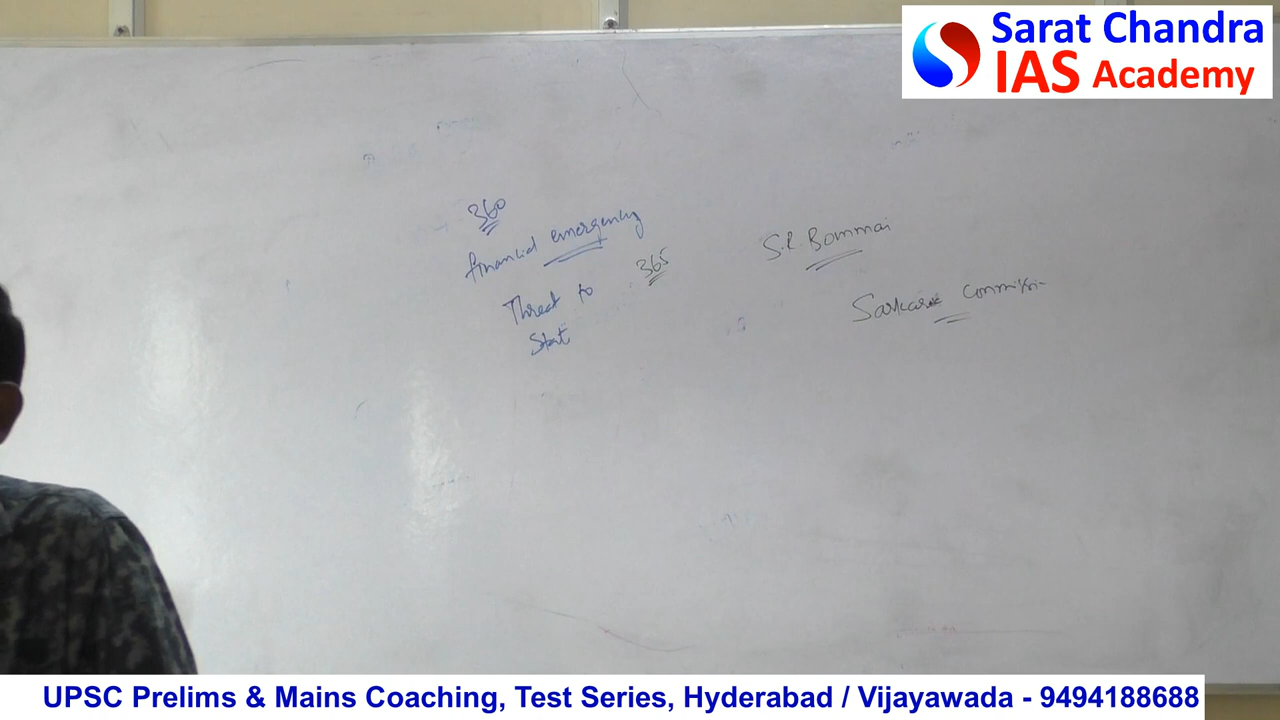 Sarat Chandra
IAS Academy
360
financial emergency
Threat to 365
Stat
S.R. Bommai
Sarkaria Commission
UPSC Prelims & Mains Coaching, Test Series, Hyderabad / Vijayawada - 9494188688